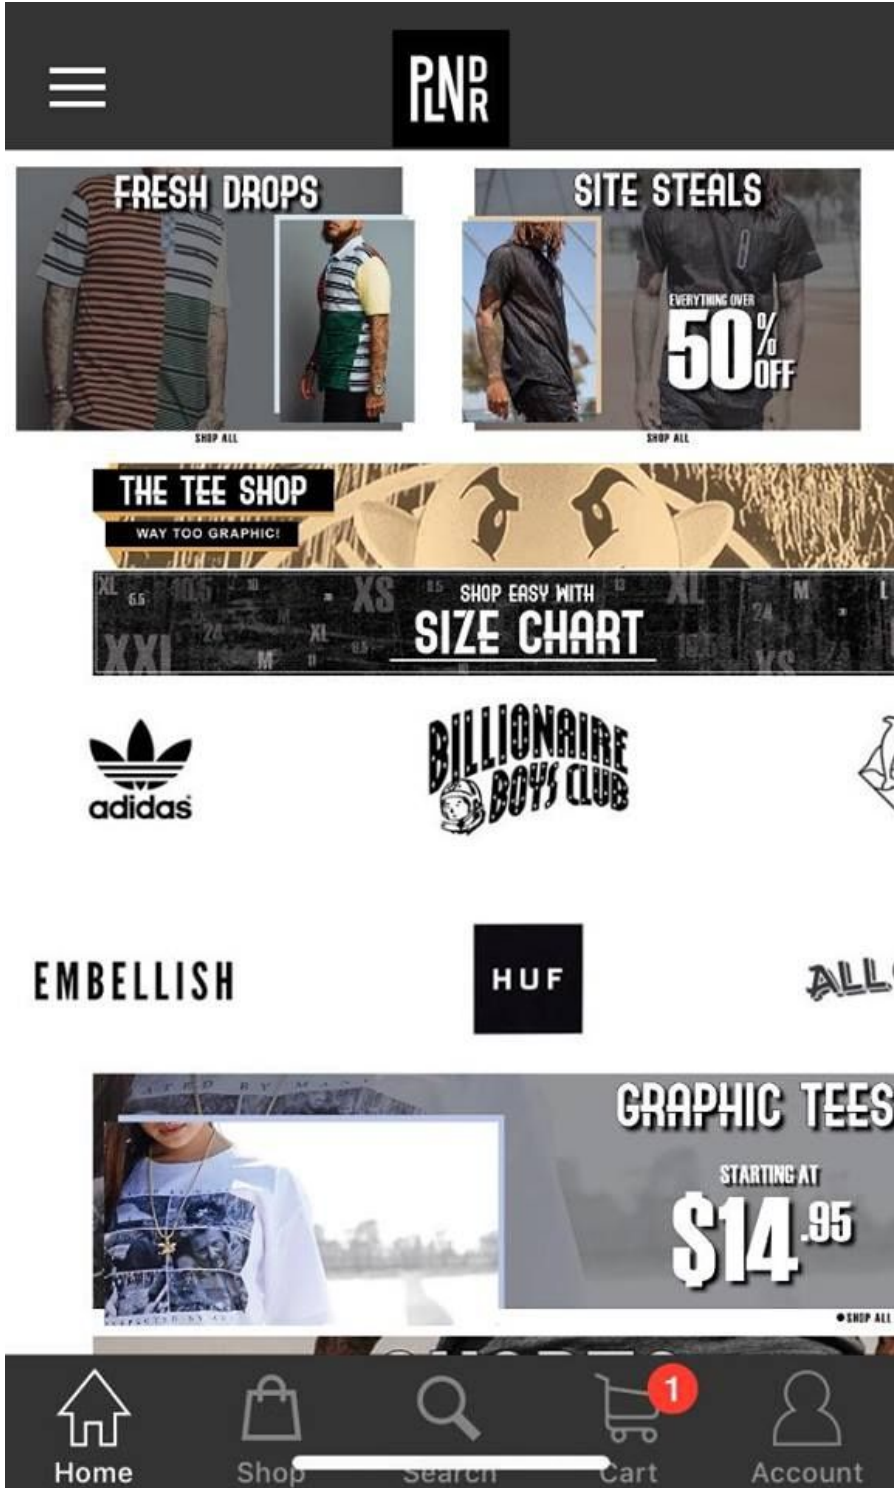 PLNDR
FRESH DROPS
SHOP ALL
SITE STEALS
EVERYTHING OVER
50% OFF
SHOP ALL
THE TEE SHOP
WAY TOO GRAPHIC!
SHOP EASY WITH
SIZE CHART
adidas
BILLIONAIRE
BOYS CLUB
EMBELLISH
HUF
ALL
GRAPHIC TEES
STARTING AT
$14.95
SHOP ALL
1
Home
Shop
Search
Cart
Account